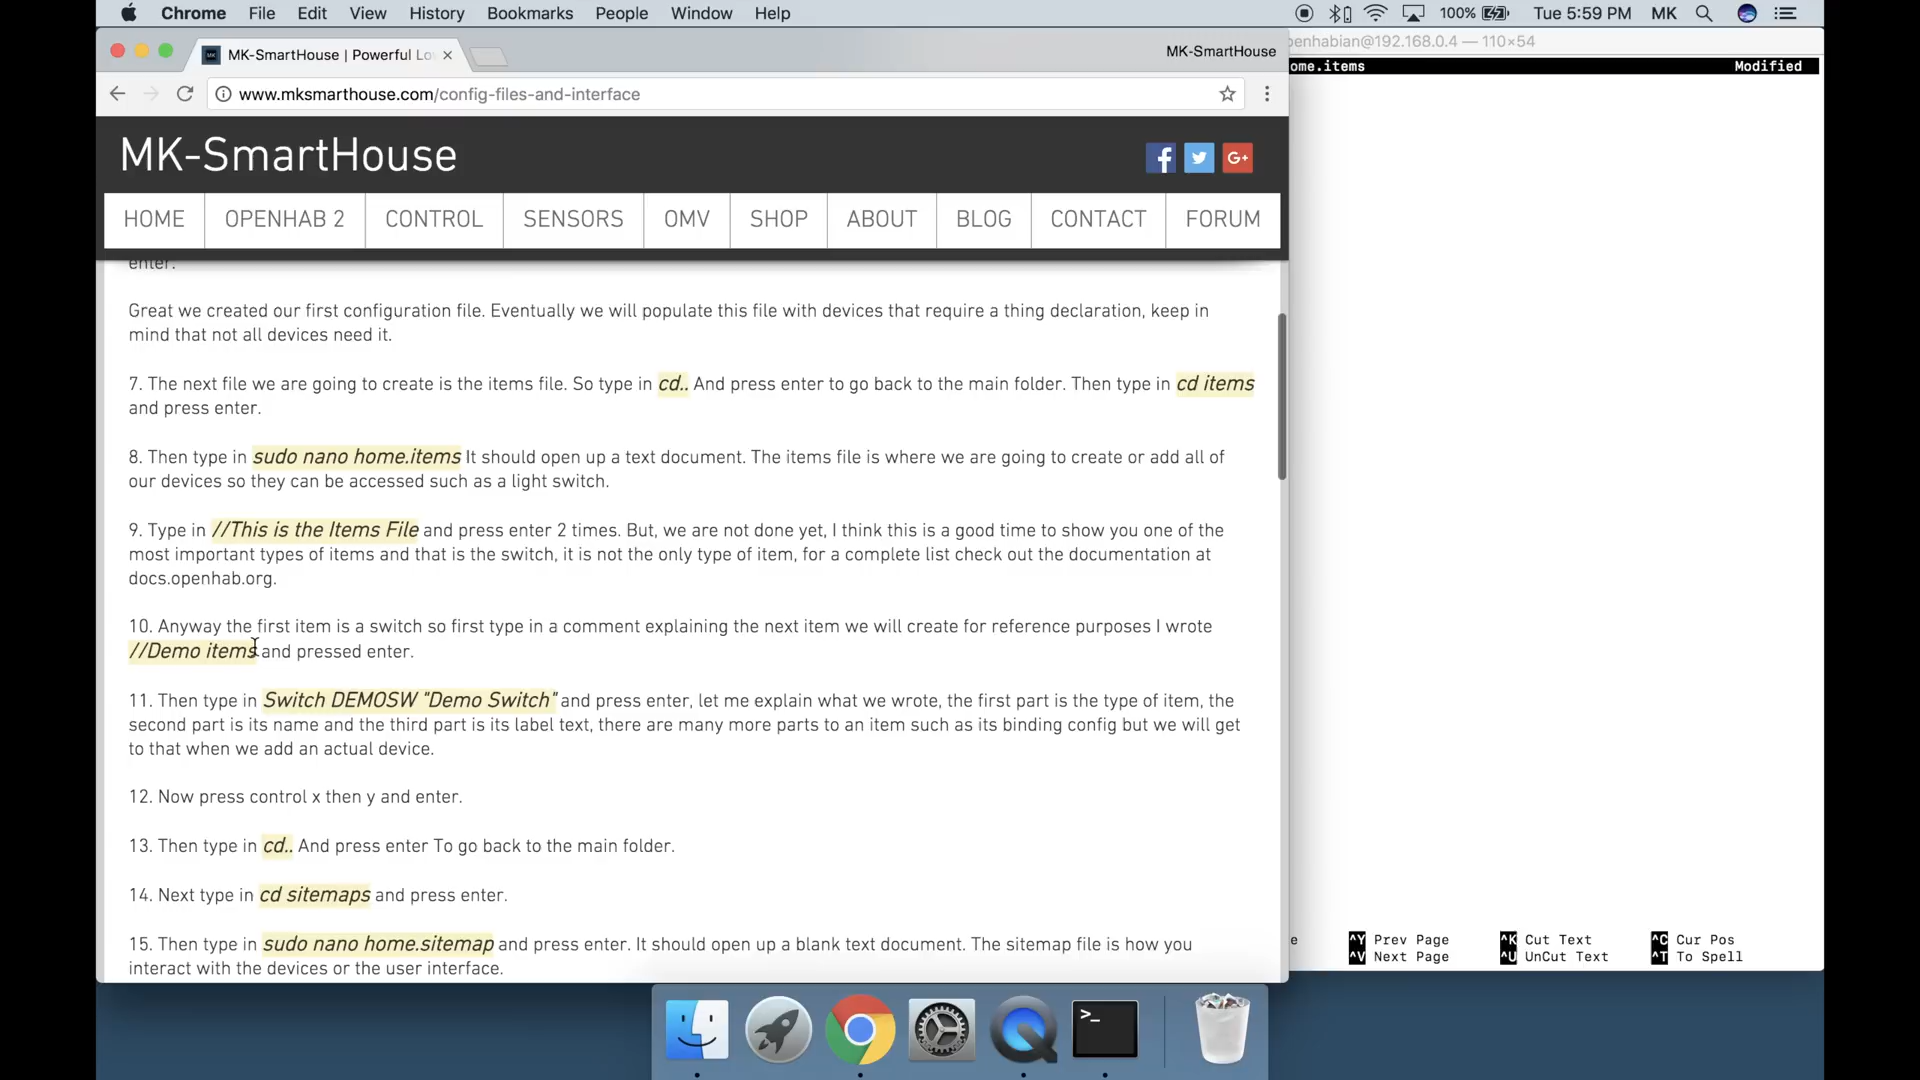 Chrome File Edit View History Bookmarks People Window Help 100% Tue 5:59 PM MK
MK-SmartHouse | Powerful Lo
MK-SmartHouse
penhabian@192.168.0.4 — 110×54
ome.items Modified
www.mksmarthouse.com/config-files-and-interface
MK-SmartHouse
HOME OPENHAB 2 CONTROL SENSORS OMV SHOP ABOUT BLOG CONTACT FORUM
enter.
Great we created our first configuration file. Eventually we will populate this file with devices that require a thing declaration, keep in
mind that not all devices need it.
7. The next file we are going to create is the items file. So type in cd.. And press enter to go back to the main folder. Then type in cd items
and press enter.
8. Then type in sudo nano home.items It should open up a text document. The items file is where we are going to create or add all of
our devices so they can be accessed such as a light switch.
9. Type in //This is the Items File and press enter 2 times. But, we are not done yet, I think this is a good time to show you one of the
most important types of items and that is the switch, it is not the only type of item, for a complete list check out the documentation at
docs.openhab.org.
10. Anyway the first item is a switch so first type in a comment explaining the next item we will create for reference purposes I wrote
//Demo items and pressed enter.
11. Then type in Switch DEMOSW "Demo Switch" and press enter, let me explain what we wrote, the first part is the type of item, the
second part is its name and the third part is its label text, there are many more parts to an item such as its binding config but we will get
to that when we add an actual device.
12. Now press control x then y and enter.
13. Then type in cd.. And press enter To go back to the main folder.
14. Next type in cd sitemaps and press enter.
15. Then type in sudo nano home.sitemap and press enter. It should open up a blank text document. The sitemap file is how you
interact with the devices or the user interface.
e ^Y Prev Page ^K Cut Text ^C Cur Pos
^V Next Page ^U UnCut Text ^T To Spell